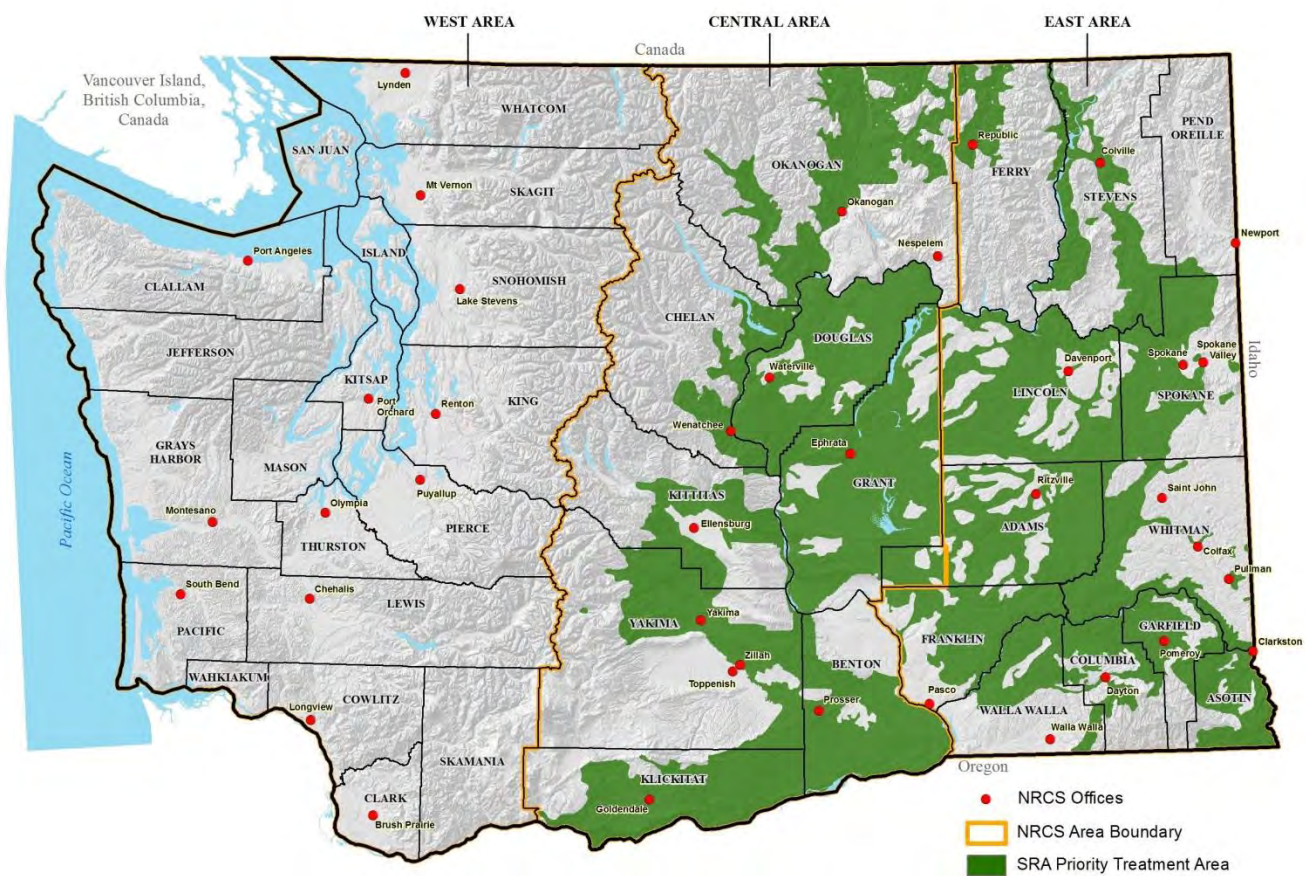 WEST AREA
CENTRAL AREA
EAST AREA
Canada
Vancouver Island,
British Columbia,
Canada
Lynden
WHATCOM
SAN JUAN
OKANOGAN
Republic
FERRY
Colville
STEVENS
PEND
OREILLE
Mt Vernon
SKAGIT
Okanogan
Nespelem
Newport
Port Angeles
ISLAND
CLALLAM
SNOHOMISH
Lake Stevens
CHELAN
DOUGLAS
JEFFERSON
KITSAP
Port
Orchard
Renton
KING
Waterville
Davenport
LINCOLN
Spokane
Spokane
Valley
SPOKANE
Idaho
Wenatchee
Ephrata
GRAYS
HARBOR
MASON
Puyallup
KITTITAS
GRANT
Ritzville
Saint John
Pacific Ocean
Montesano
Olympia
PIERCE
Ellensburg
ADAMS
WHITMAN
THURSTON
Colfax
Pullman
South Bend
Chehalis
LEWIS
PACIFIC
YAKIMA
Yakima
FRANKLIN
GARFIELD
Pomeroy
Clarkston
WAHKIAKUM
Zillah
Toppenish
BENTON
COLUMBIA
Dayton
ASOTIN
COWLITZ
Longview
Prosser
Pasco
WALLA WALLA
Walla Walla
SKAMANIA
KLICKITAT
Goldendale
Oregon
CLARK
Brush Prairie
NRCS Offices
NRCS Area Boundary
SRA Priority Treatment Area